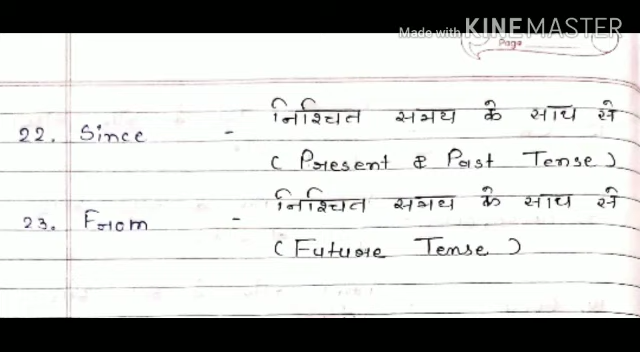 Made with KINEMASTER
Page
22. Since - निश्चित समय के साथ से
( Present & Past Tense )
23. From - निश्चित समय के साथ से
( Future Tense )